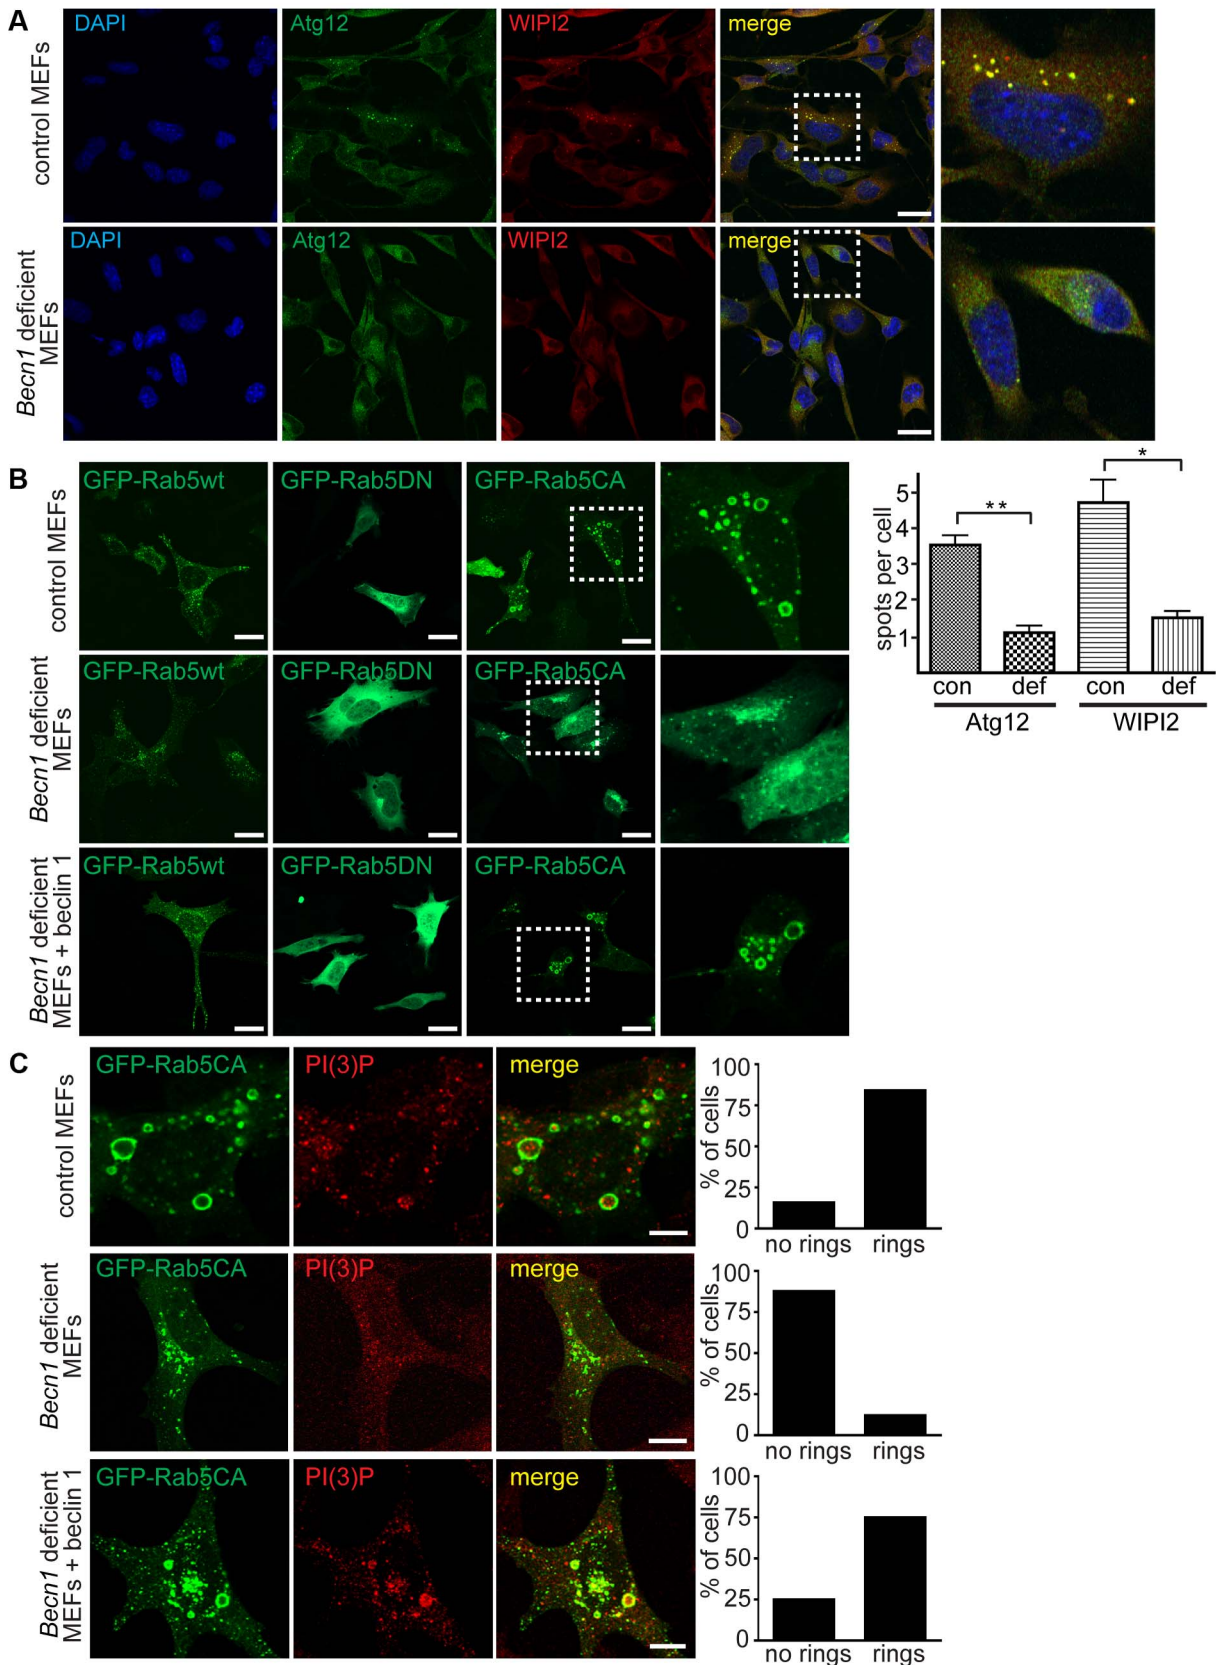 A
DAPI
Atg12
WIPI2
merge
control MEFs
DAPI
Atg12
WIPI2
merge
Becn1 deficient
MEFs
B
GFP-Rab5wt
GFP-Rab5DN
GFP-Rab5CA
control MEFs
GFP-Rab5wt
GFP-Rab5DN
GFP-Rab5CA
Becn1 deficient
MEFs
GFP-Rab5wt
GFP-Rab5DN
GFP-Rab5CA
Becn1 deficient
MEFs + beclin 1
spots per cell
5
4
3
2
1
**
*
con
def
con
def
Atg12
WIPI2
C
GFP-Rab5CA
PI(3)P
merge
control MEFs
% of cells
100
75
50
25
0
no rings
rings
GFP-Rab5CA
PI(3)P
merge
Becn1 deficient
MEFs
% of cells
100
75
50
25
0
no rings
rings
GFP-Rab5CA
PI(3)P
merge
Becn1 deficient
MEFs + beclin 1
% of cells
100
75
50
25
0
no rings
rings